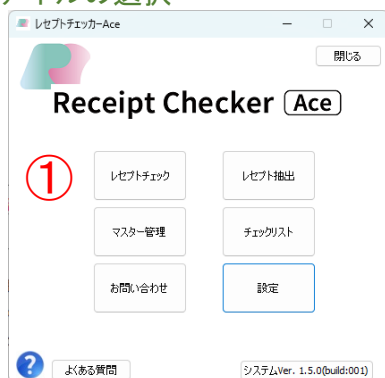 ァイルの選択
レセプトチェッカーAce
閉じる
Receipt Checker Ace
①
レセプトチェック
レセプト抽出
マスター管理
チェックリスト
お問い合わせ
設定
?
よくある質問
システムVer. 1.5.0(build:001)